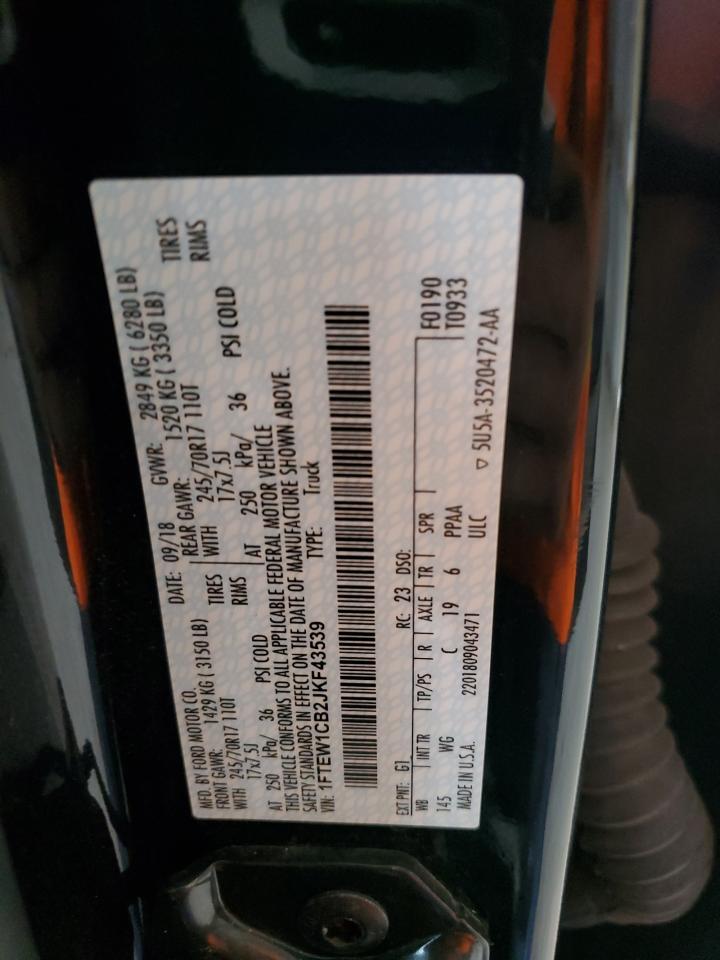 MFD. BY FORD MOTOR CO.
DATE: 09/18 GVWR: 2849 KG ( 6280 LB)
FRONT GAWR: 1429 KG ( 3150 LB)
REAR GAWR: 1520 KG ( 3350 LB)
WITH 245/70R17 110T TIRES
WITH 245/70R17 110T TIRES
17x7.5J RIMS
17x7.5J RIMS
AT 250 kPa/ 36 PSI COLD
AT 250 kPa/ 36 PSI COLD
THIS VEHICLE CONFORMS TO ALL APPLICABLE FEDERAL MOTOR VEHICLE
SAFETY STANDARDS IN EFFECT ON THE DATE OF MANUFACTURE SHOWN ABOVE.
VIN: 1FTEW1CB2JKF43539 TYPE: Truck
EXT PNT: G1 RC: 23 DSO:
WB INT TR TP/PS R AXLE TR SPR F0190
145 WG C 19 6 PPAA T0933
MADE IN U.S.A. 2201809043471 ULC
▽ 5U5A-3520472-AA